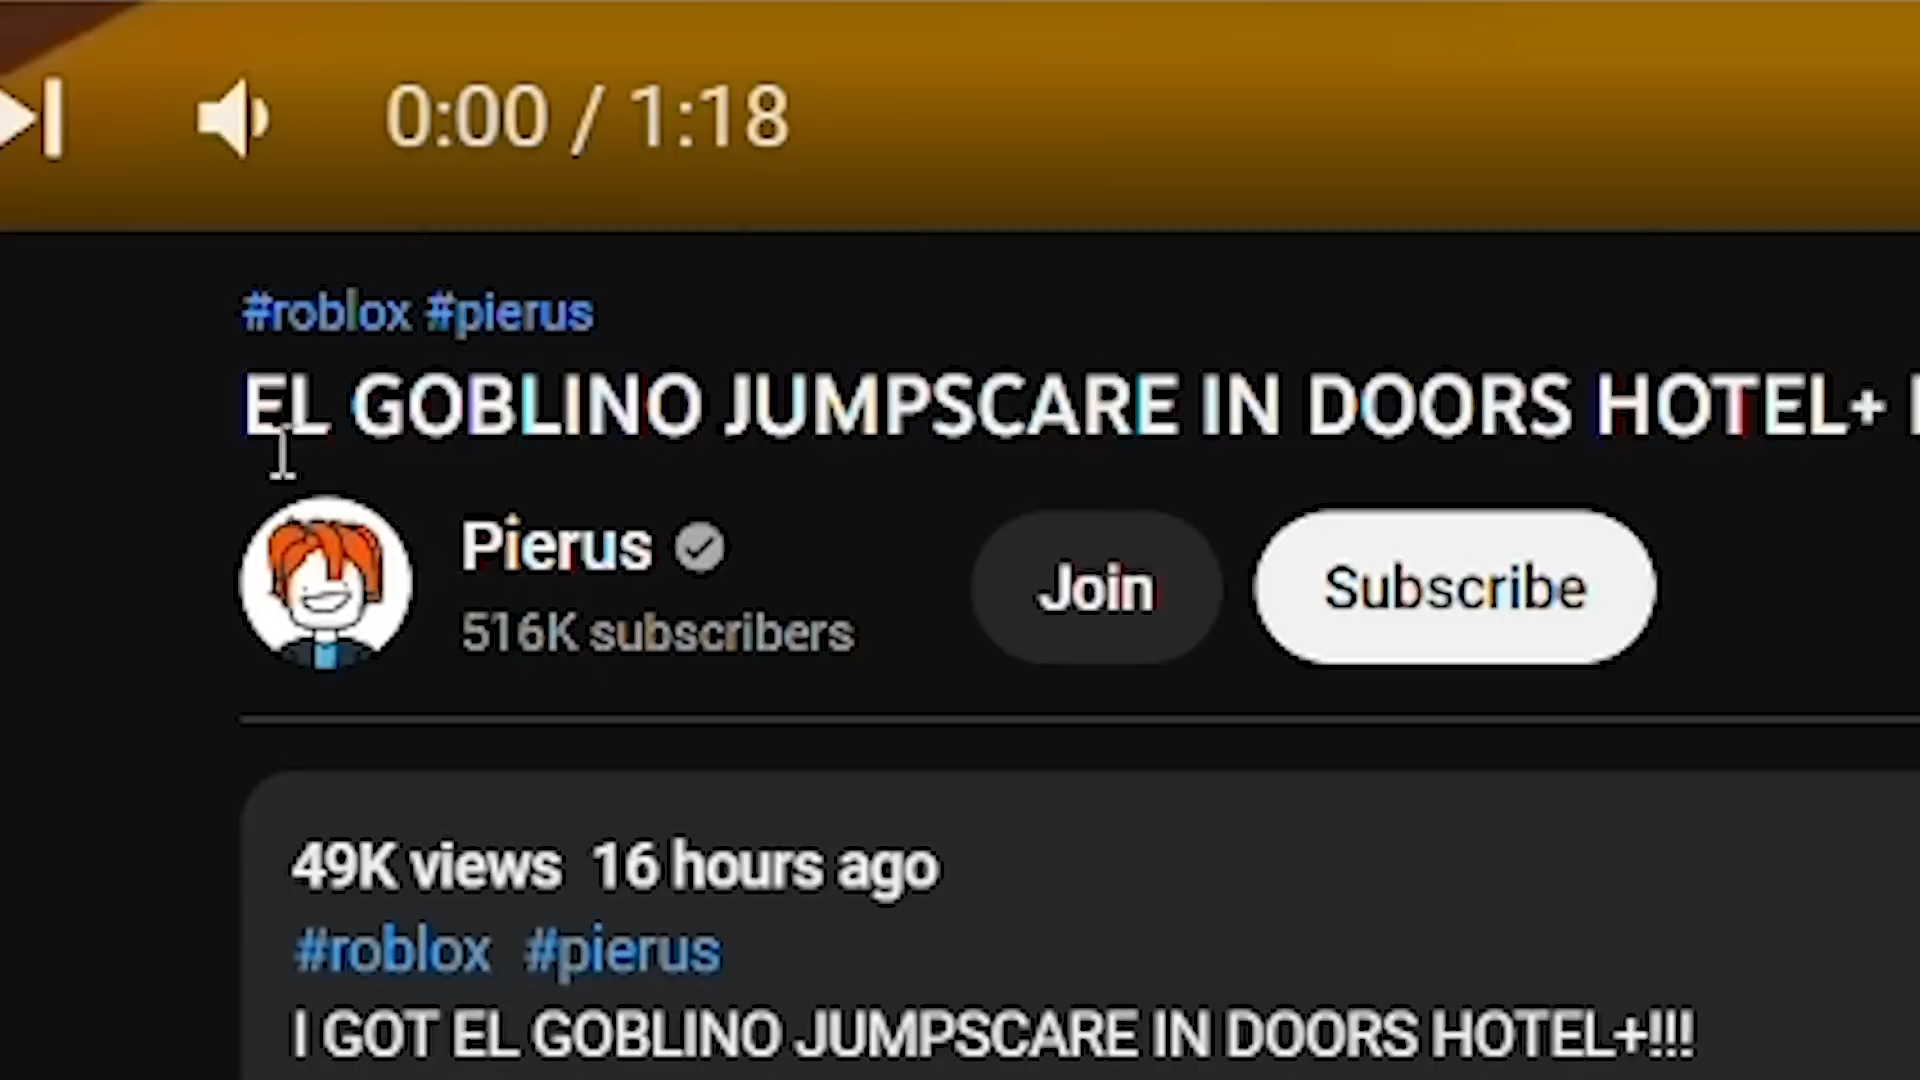 0:00 / 1:18
#roblox #pierus
EL GOBLINO JUMPSCARE IN DOORS HOTEL+
Pierus
516K subscribers
Join
Subscribe
49K views 16 hours ago
#roblox #pierus
I GOT EL GOBLINO JUMPSCARE IN DOORS HOTEL+!!!